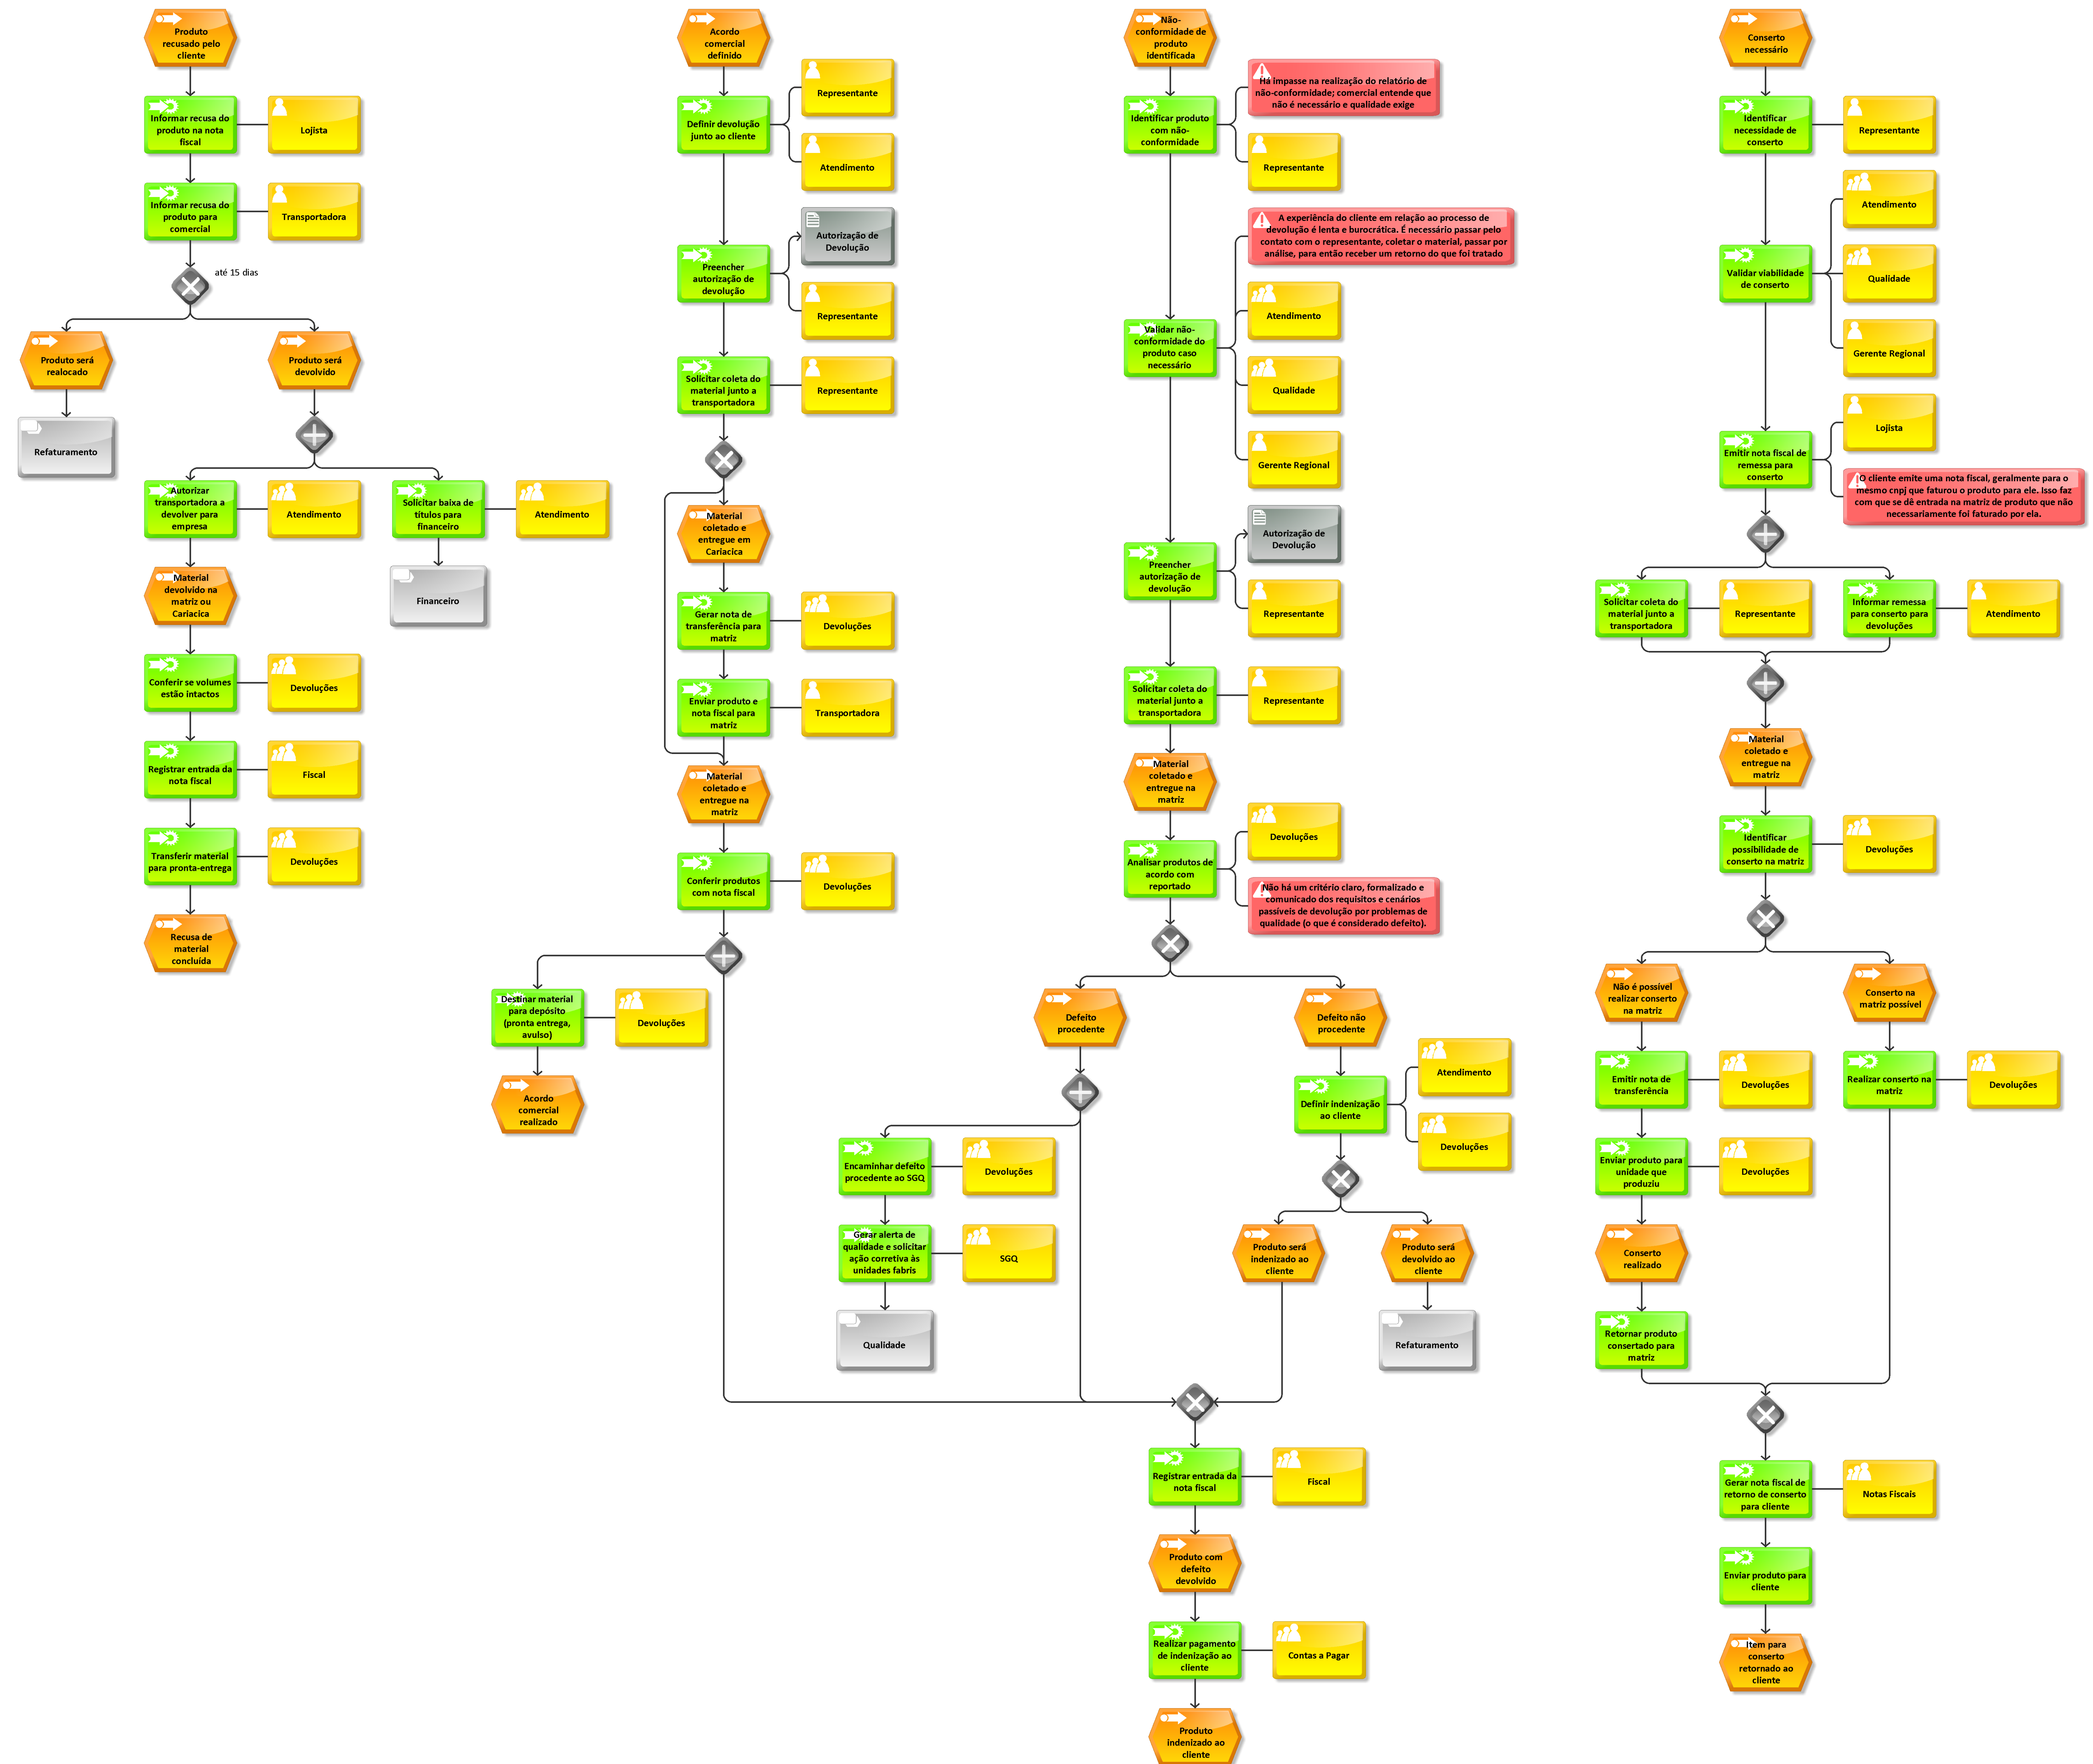 Produto
recusado pelo
cliente
Informar recusa do
produto na nota
fiscal
Lojista
Informar recusa do
produto para
comercial
Transportadora
até 15 dias
Produto será
realocado
Produto será
devolvido
Refaturamento
Autorizar
transportadora a
devolver para
empresa
Atendimento
Solicitar baixa de
títulos para
financeiro
Atendimento
Material
devolvido na
matriz ou
Cariacica
Financeiro
Conferir se volumes
estão intactos
Devoluções
Registrar entrada da
nota fiscal
Fiscal
Transferir material
para pronta-entrega
Devoluções
Recusa de
material
concluída
Acordo
comercial
definido
Definir devolução
junto ao cliente
Representante
Atendimento
Preencher
autorização de
devolução
Autorização de
Devolução
Representante
Solicitar coleta do
material junto a
transportadora
Representante
Material
coletado e
entregue em
Cariacica
Gerar nota de
transferência para
matriz
Devoluções
Enviar produto e
nota fiscal para
matriz
Transportadora
Material
coletado e
entregue na
matriz
Conferir produtos
com nota fiscal
Devoluções
Destinar material
para depósito
(pronta entrega,
avulso)
Devoluções
Acordo
comercial
realizado
Não-
conformidade de
produto
identificada
Identificar produto
com não-
conformidade
Há impasse na realização do relatório de
não-conformidade; comercial entende que
não é necessário e qualidade exige
Representante
A experiência do cliente em relação ao processo de
devolução é lenta e burocrática. É necessário passar pelo
contato com o representante, coletar o material, passar por
análise, para então receber um retorno do que foi tratado
Validar não-
conformidade do
produto caso
necessário
Atendimento
Qualidade
Gerente Regional
Preencher
autorização de
devolução
Autorização de
Devolução
Representante
Solicitar coleta do
material junto a
transportadora
Representante
Material
coletado e
entregue na
matriz
Analisar produtos de
acordo com
reportado
Devoluções
Não há um critério claro, formalizado e
comunicado dos requisitos e cenários
passíveis de devolução por problemas de
qualidade (o que é considerado defeito).
Defeito
procedente
Defeito não
procedente
Definir indenização
ao cliente
Atendimento
Devoluções
Encaminhar defeito
procedente ao SGQ
Devoluções
Gerar alerta de
qualidade e solicitar
ação corretiva às
unidades fabris
SGQ
Qualidade
Produto será
indenizado ao
cliente
Produto será
devolvido ao
cliente
Refaturamento
Registrar entrada da
nota fiscal
Fiscal
Produto com
defeito
devolvido
Realizar pagamento
de indenização ao
cliente
Contas a Pagar
Produto
indenizado ao
cliente
Conserto
necessário
Identificar
necessidade de
conserto
Representante
Validar viabilidade
de conserto
Atendimento
Qualidade
Gerente Regional
Emitir nota fiscal de
remessa para
conserto
Lojista
O cliente emite uma nota fiscal, geralmente para o
mesmo cnpj que faturou o produto para ele. Isso faz
com que se dê entrada na matriz de produto que não
necessariamente foi faturado por ela.
Solicitar coleta do
material junto a
transportadora
Representante
Informar remessa
para conserto para
devoluções
Atendimento
Material
coletado e
entregue na
matriz
Identificar
possibilidade de
conserto na matriz
Devoluções
Não é possível
realizar conserto
na matriz
Conserto na
matriz possível
Emitir nota de
transferência
Devoluções
Realizar conserto na
matriz
Devoluções
Enviar produto para
unidade que
produziu
Devoluções
Conserto
realizado
Retornar produto
consertado para
matriz
Gerar nota fiscal de
retorno de conserto
para cliente
Notas Fiscais
Enviar produto para
cliente
Item para
conserto
retornado ao
cliente